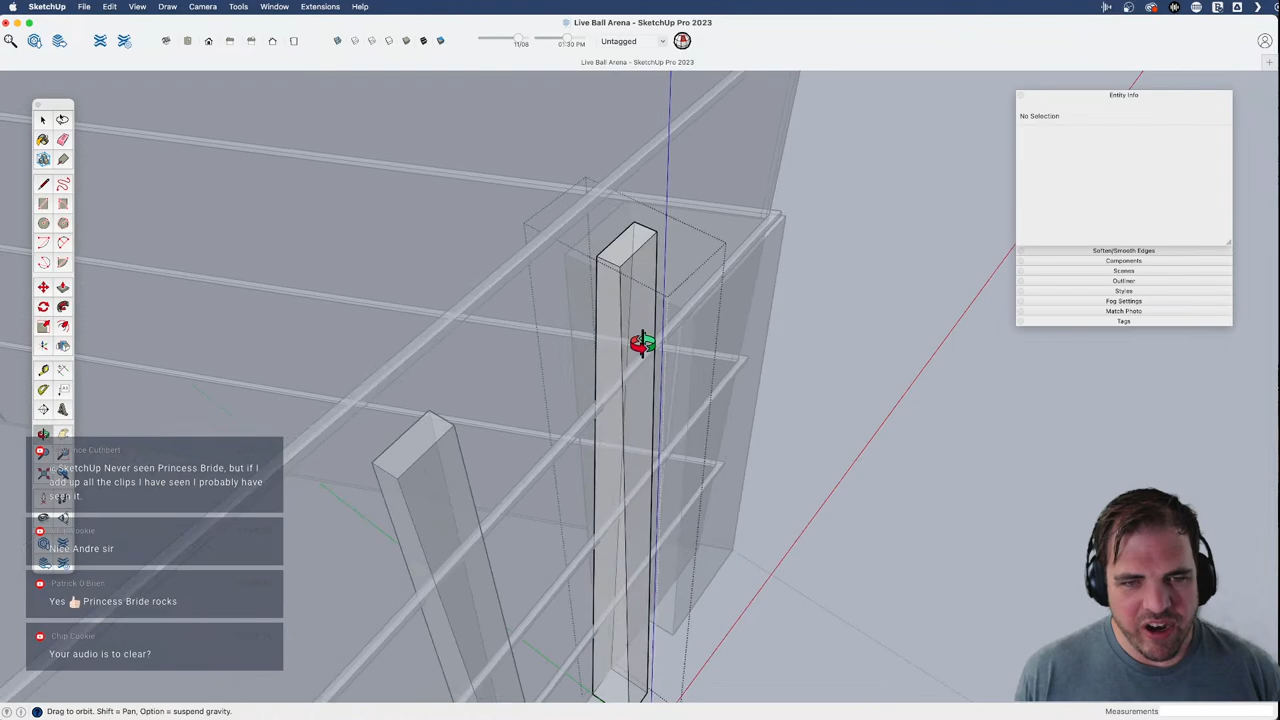 SketchUp File Edit View Draw Camera Tools Window Extensions Help
Live Ball Arena - SketchUp Pro 2023
11/08
01:30 PM
Untagged
Live Ball Arena - SketchUp Pro 2023
Entity Info
No Selection
Soften/Smooth Edges
Components
Scenes
Outliner
Styles
Fog Settings
Match Photo
Tags
Cuthbert
@SketchUp Never seen Princess Bride, but if I
add up all the clips I have seen I probably have
seen it.
Cookie
Nice Andre sir
Patrick O'Brien
Yes 👍🏻 Princess Bride rocks
Chip Cookie
Your audio is to clear?
Drag to orbit. Shift = Pan, Option = suspend gravity.
Measurements